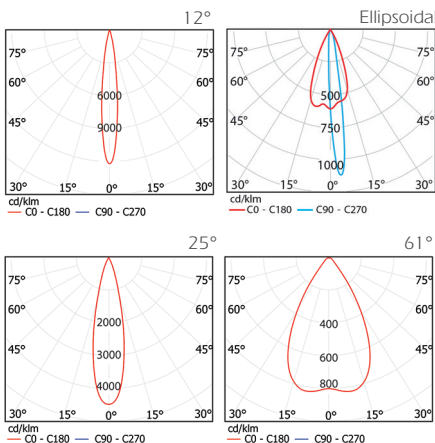 12°
75° 75°
60° 60°
6000
45° 9000 45°
30° 15° 0° 15° 30°
cd/klm
C0 - C180 C90 - C270
Ellipsoidal
75° 75°
60° 60°
500
45° 750 45°
1000
30° 15° 0° 15° 30°
cd/klm
C0 - C180 C90 - C270
25°
75° 75°
60° 60°
2000
45° 3000 45°
4000
30° 15° 0° 15° 30°
cd/klm
C0 - C180 C90 - C270
61°
75° 75°
60° 60°
400
45° 600 45°
800
30° 15° 0° 15° 30°
cd/klm
C0 - C180 C90 - C270